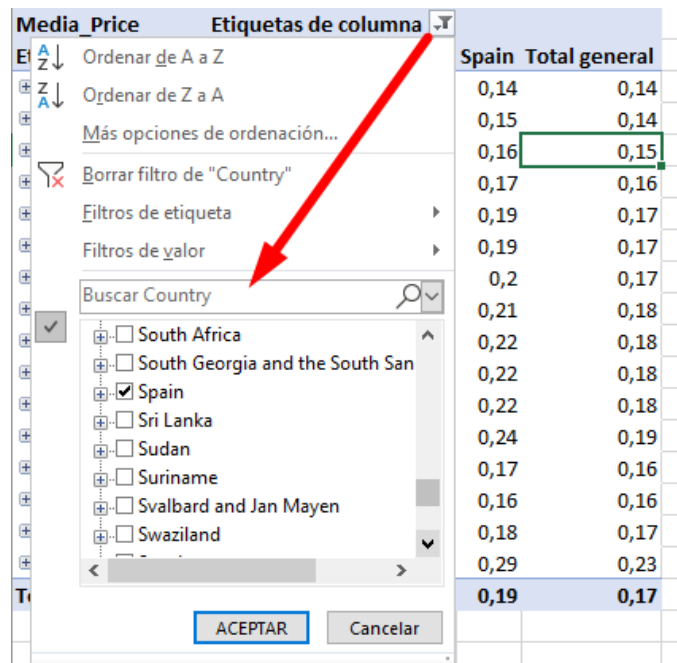 Media_Price Etiquetas de columna
Et Spain Total general
Ordenar de A a Z 0,14 0,14
Ordenar de Z a A 0,15 0,14
Más opciones de ordenación... 0,16 0,15
Borrar filtro de "Country" 0,17 0,16
Filtros de etiqueta 0,19 0,17
Filtros de valor 0,19 0,17
0,2 0,17
Buscar Country 0,21 0,18
South Africa 0,22 0,18
South Georgia and the South San 0,22 0,18
Spain 0,22 0,18
Sri Lanka 0,24 0,19
Sudan 0,17 0,16
Suriname 0,16 0,16
Svalbard and Jan Mayen 0,18 0,17
Swaziland 0,29 0,23
To 0,19 0,17
ACEPTAR Cancelar